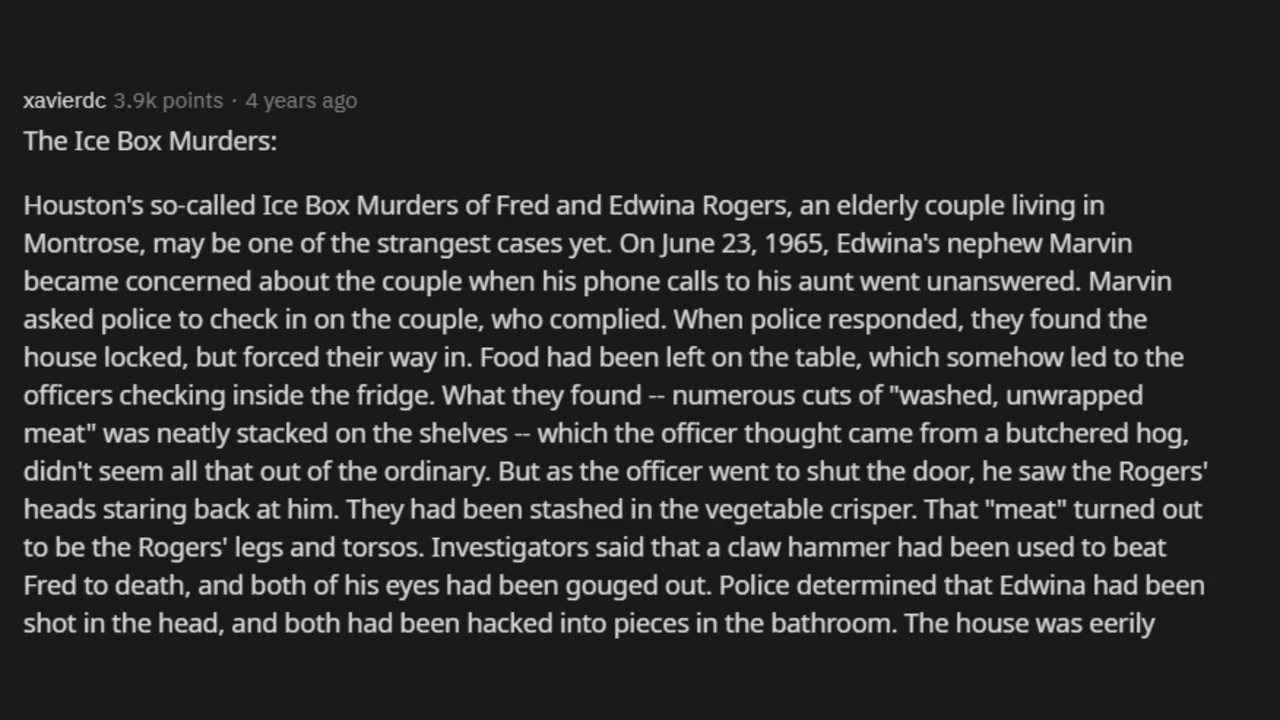 xavierdc 3.9k points · 4 years ago
The Ice Box Murders:
Houston's so-called Ice Box Murders of Fred and Edwina Rogers, an elderly couple living in
Montrose, may be one of the strangest cases yet. On June 23, 1965, Edwina's nephew Marvin
became concerned about the couple when his phone calls to his aunt went unanswered. Marvin
asked police to check in on the couple, who complied. When police responded, they found the
house locked, but forced their way in. Food had been left on the table, which somehow led to the
officers checking inside the fridge. What they found -- numerous cuts of "washed, unwrapped
meat" was neatly stacked on the shelves -- which the officer thought came from a butchered hog,
didn't seem all that out of the ordinary. But as the officer went to shut the door, he saw the Rogers'
heads staring back at him. They had been stashed in the vegetable crisper. That "meat" turned out
to be the Rogers' legs and torsos. Investigators said that a claw hammer had been used to beat
Fred to death, and both of his eyes had been gouged out. Police determined that Edwina had been
shot in the head, and both had been hacked into pieces in the bathroom. The house was eerily